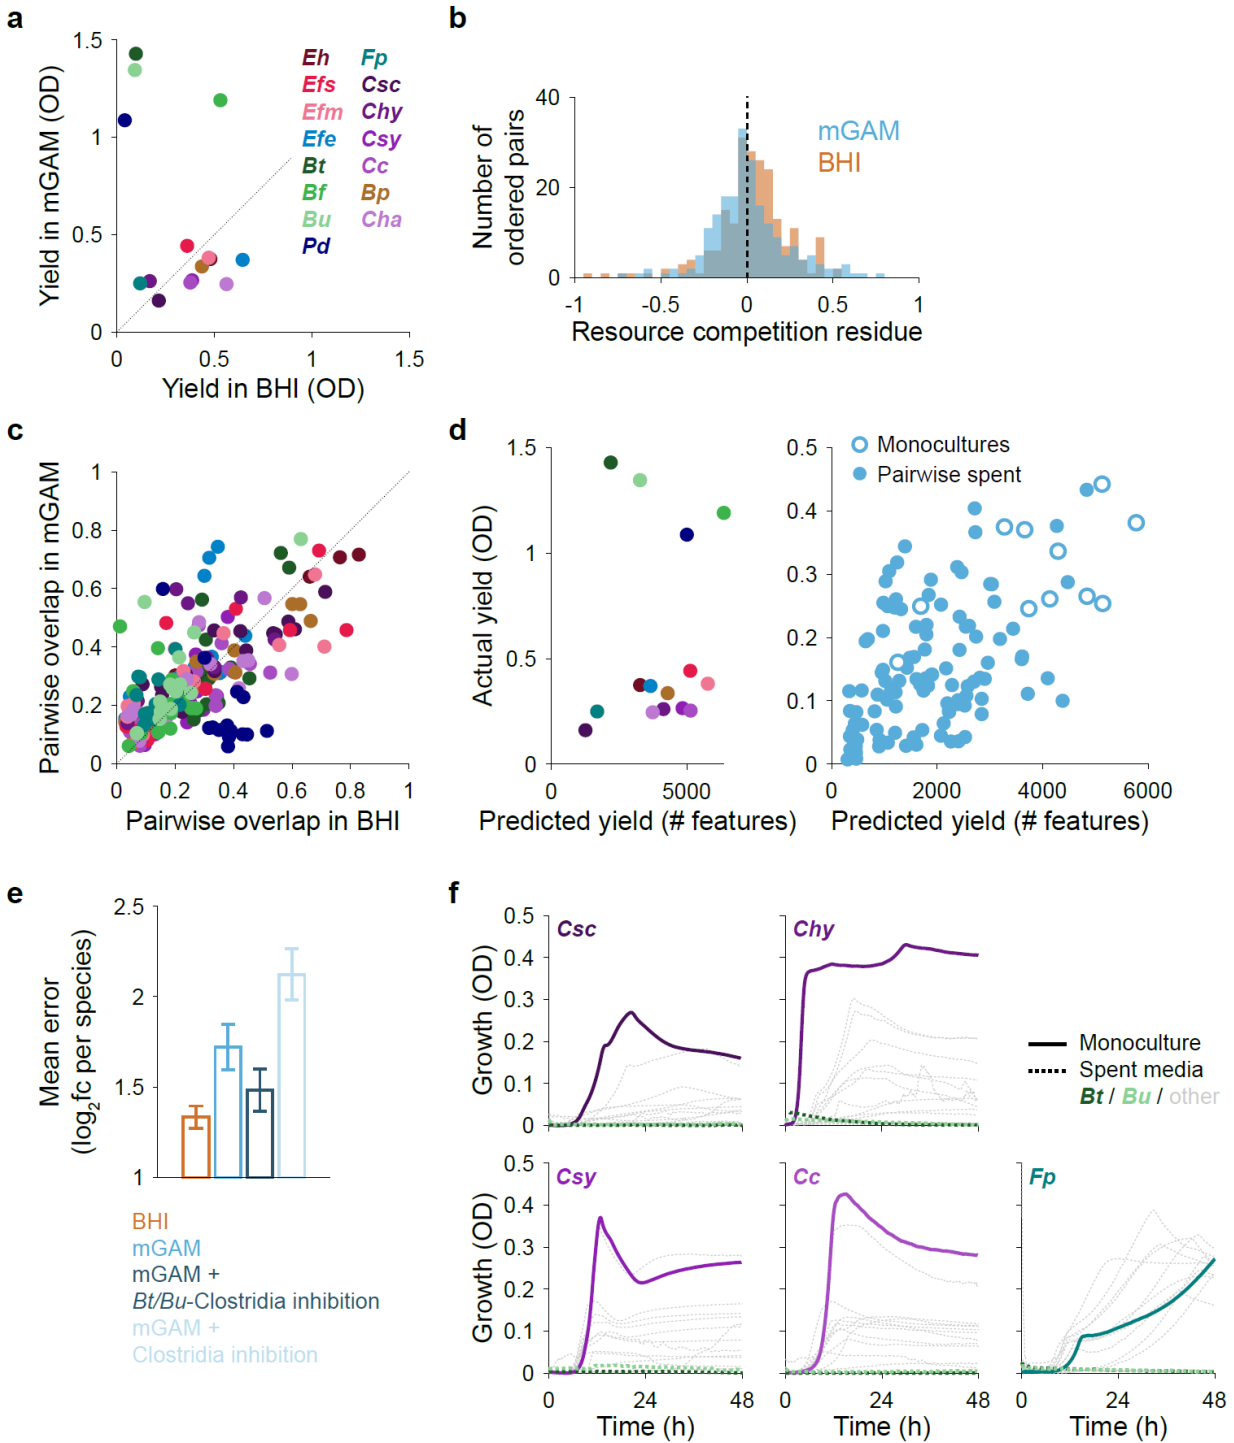 a
1.5
1
0.5
0
0
0.5
1
1.5
Yield in mGAM (OD)
Yield in BHI (OD)
Eh
Efs
Efm
Efe
Bt
Bf
Bu
Pd
Fp
Csc
Chy
Csy
Cc
Bp
Cha
b
40
20
0
-1
-0.5
0
0.5
1
Number of
ordered pairs
Resource competition residue
mGAM
BHI
c
1
0.8
0.6
0.4
0.2
0
0
0.2
0.4
0.6
0.8
1
Pairwise overlap in mGAM
Pairwise overlap in BHI
d
1.5
1
0.5
0
0
5000
Actual yield (OD)
Predicted yield (# features)
0.5
0.4
0.3
0.2
0.1
0
0
2000
4000
6000
Monocultures
Pairwise spent
Predicted yield (# features)
e
2.5
2
1.5
1
Mean error
(log2fc per species)
BHI
mGAM
mGAM +
Bt/Bu-Clostridia inhibition
mGAM +
Clostridia inhibition
f
0.5
0.4
0.3
0.2
0.1
0
Growth (OD)
Csc
Chy
Monoculture
Spent media
Bt / Bu / other
0.5
0.4
0.3
0.2
0.1
0
Growth (OD)
Csy
Cc
Fp
0
24
48
Time (h)
0
24
48
Time (h)
0
24
48
Time (h)